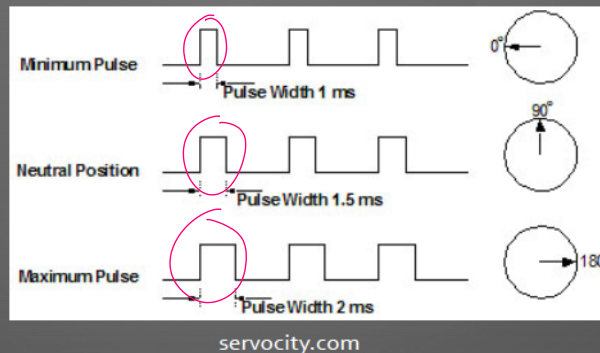 Minimum Pulse
0°
Pulse Width 1 ms
90°
Neutral Position
Pulse Width 1.5 ms
Maximum Pulse
180
Pulse Width 2 ms
servocity.com